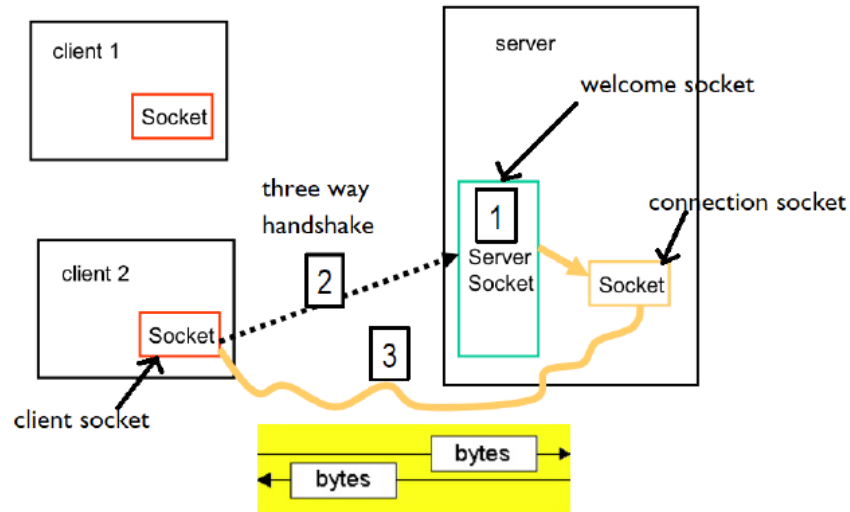 client 1
Socket
server
welcome socket
three way
handshake
1
Server
Socket
connection socket
Socket
client 2
2
Socket
3
client socket
bytes
bytes